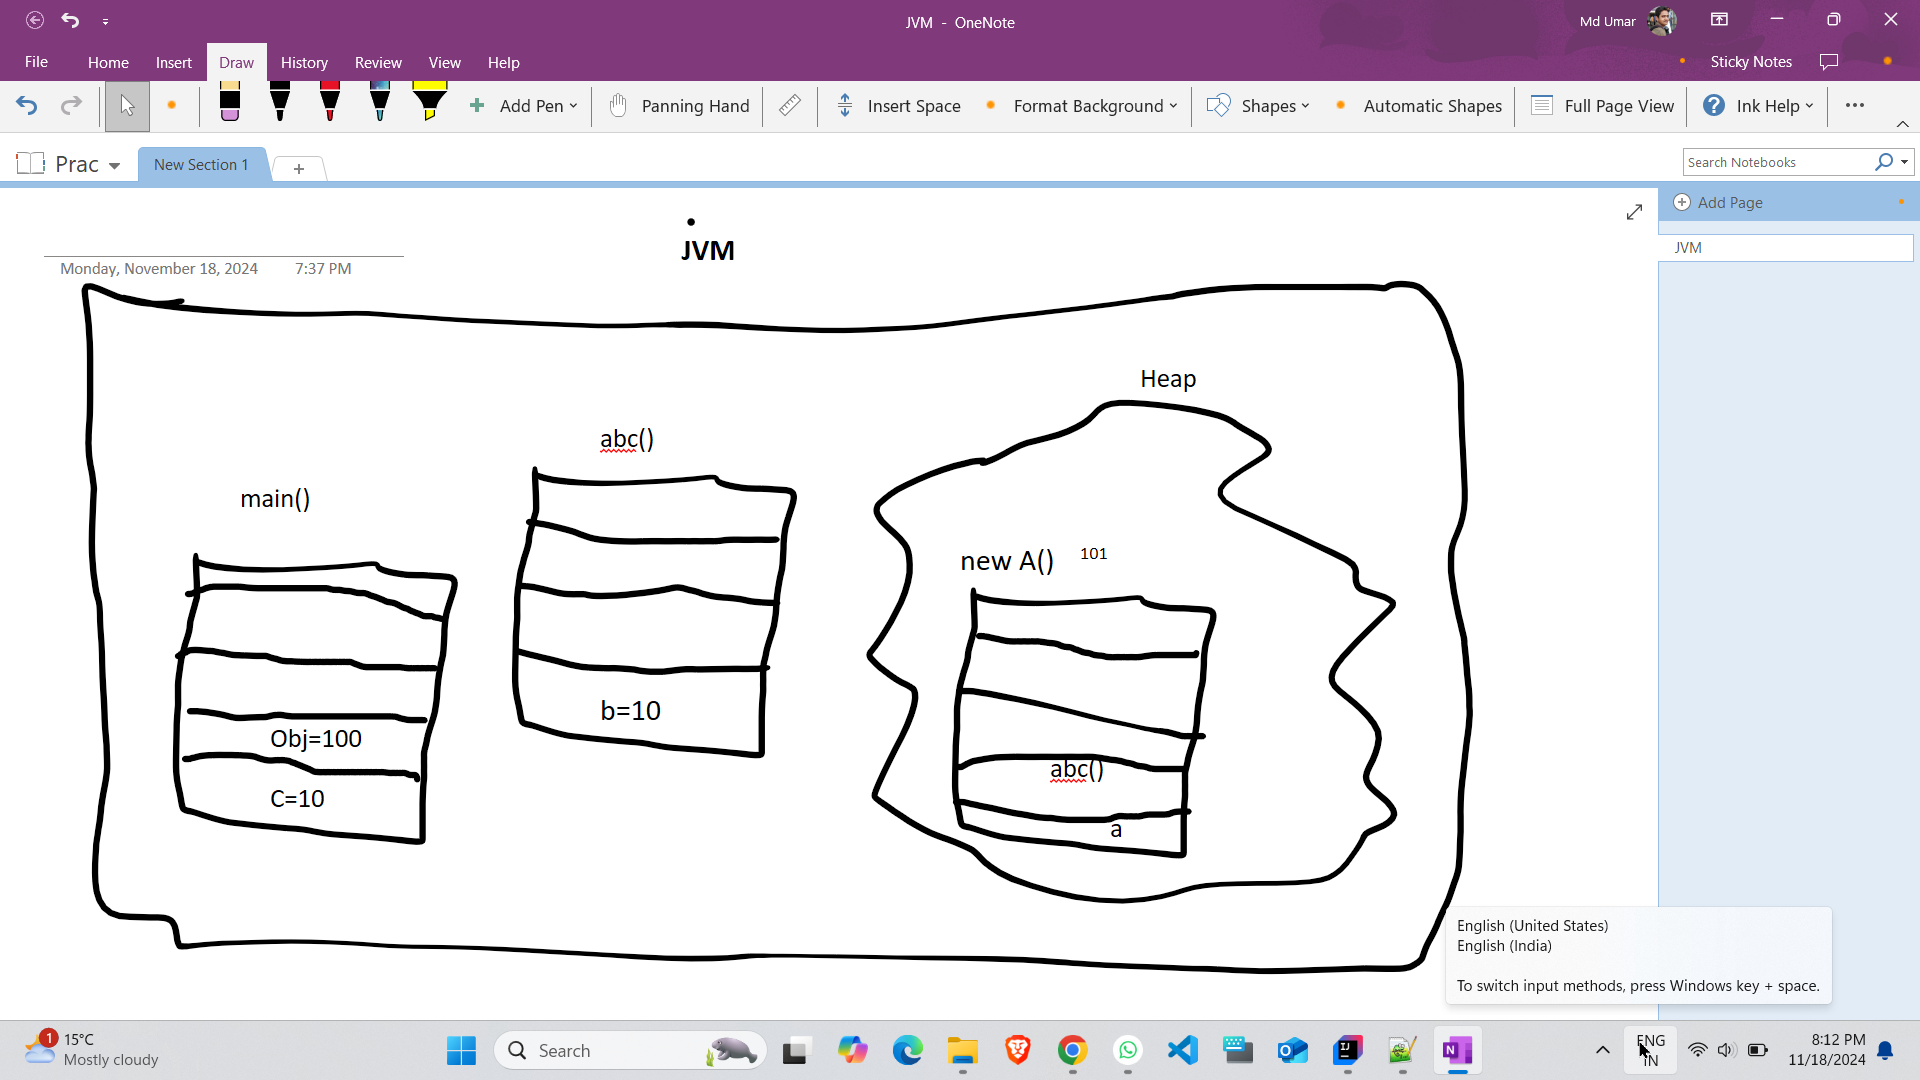 JVM - OneNote
Md Umar
File Home Insert Draw History Review View Help
Sticky Notes
Add Pen Panning Hand Insert Space Format Background Shapes Automatic Shapes Full Page View Ink Help
Prac New Section 1
Search Notebooks
Add Page
JVM
JVM
Monday, November 18, 2024 7:37 PM
Heap
abc()
main()
new A() 101
b=10
Obj=100
abc()
C=10
a
English (United States)
English (India)
To switch input methods, press Windows key + space.
1
15°C
Mostly cloudy
Search
IJ
N
ENG
IN
8:12 PM
11/18/2024